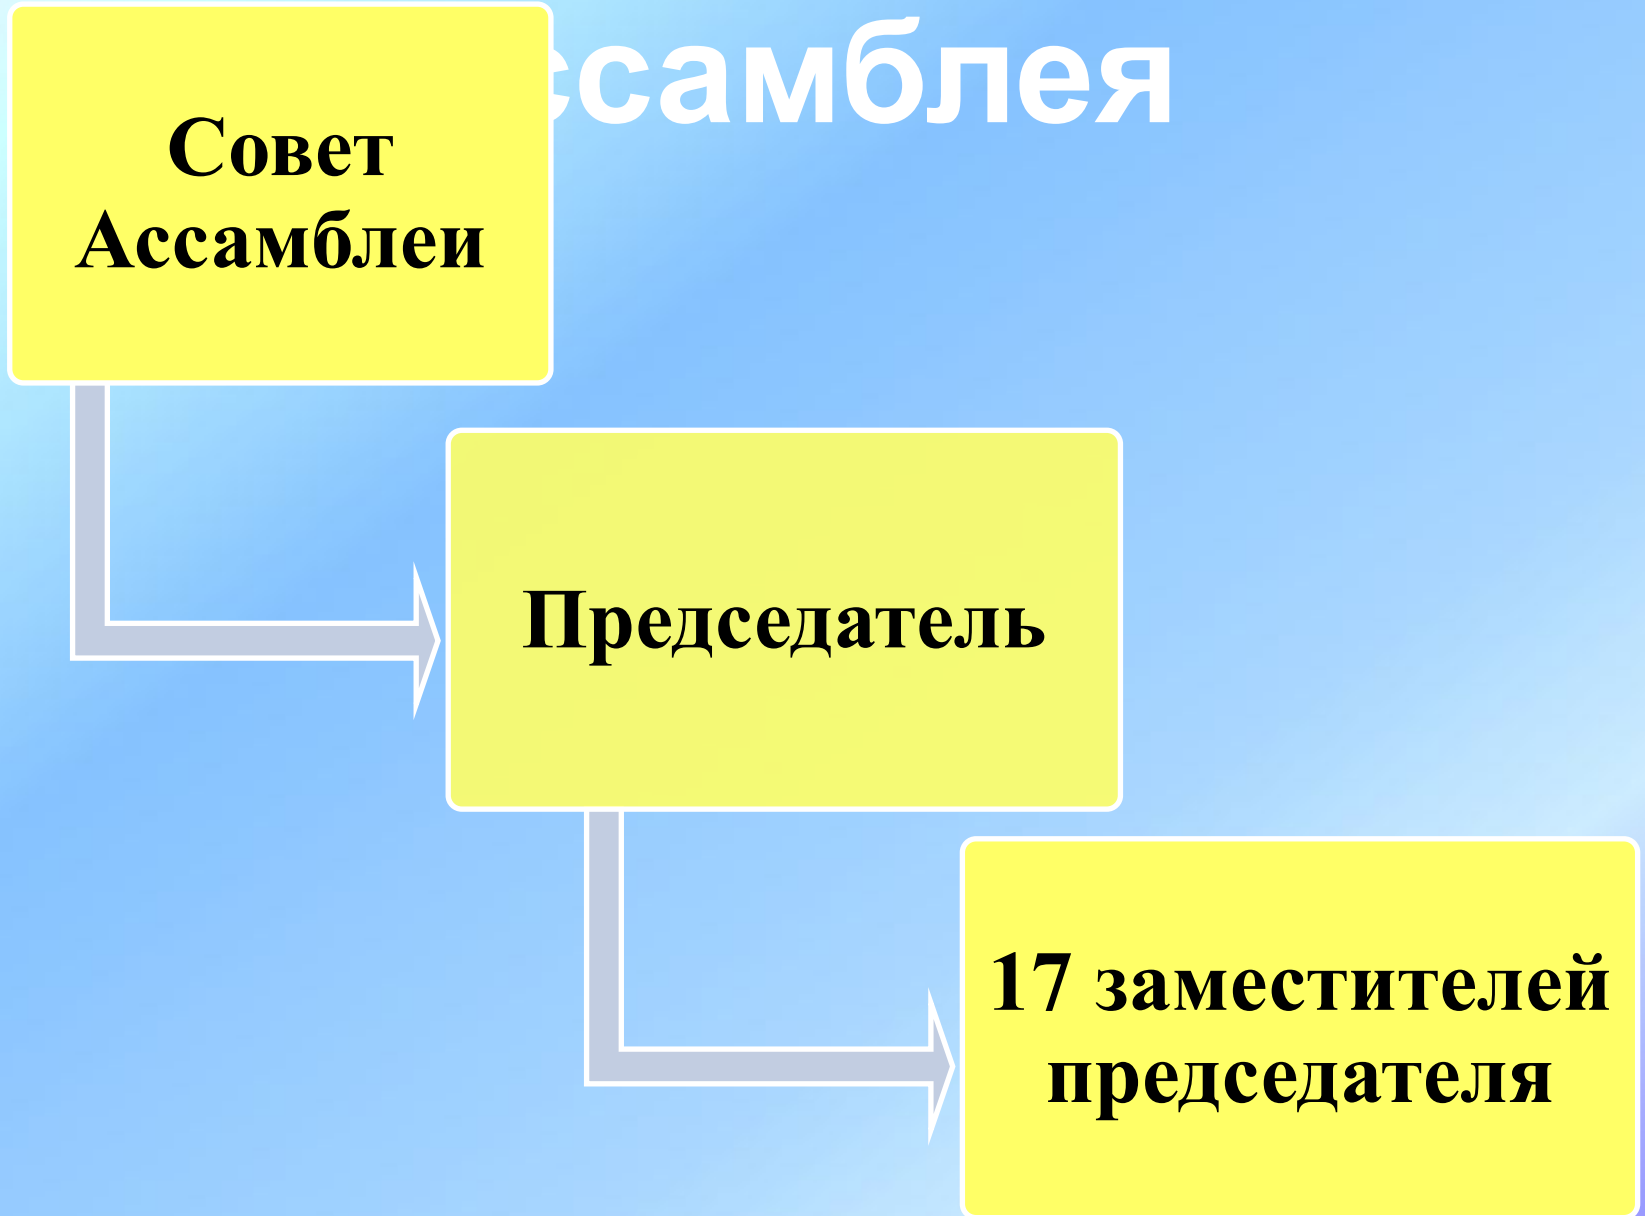 ссамблея
Совет
Ассамблеи
Председатель
17 заместителей
председателя